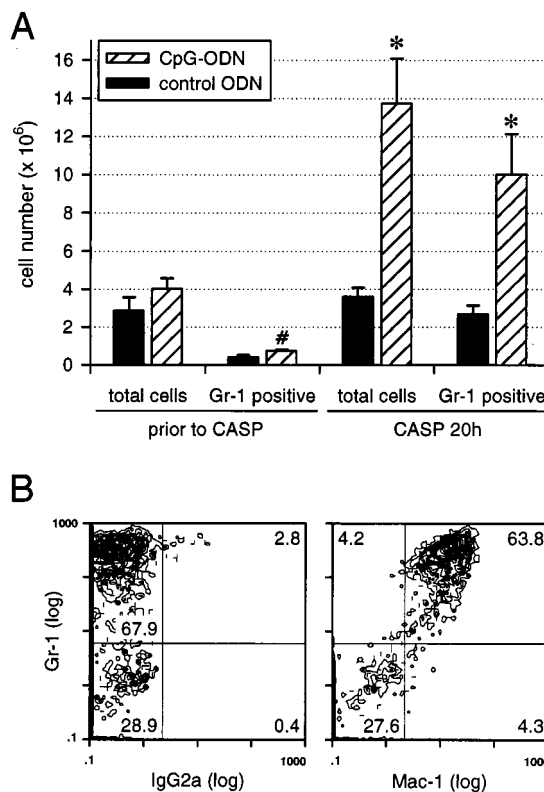 A
CpG-ODN
control ODN
cell number (x 10⁶)
16
14
12
10
8
6
4
2
0
*
*
#
total cells Gr-1 positive total cells Gr-1 positive
prior to CASP CASP 20h
B
1000
Gr-1 (log)
.1
2.8
67.9
28.9
0.4
.1 1000
IgG2a (log)
4.2 63.8
27.6
4.3
.1 1000
Mac-1 (log)